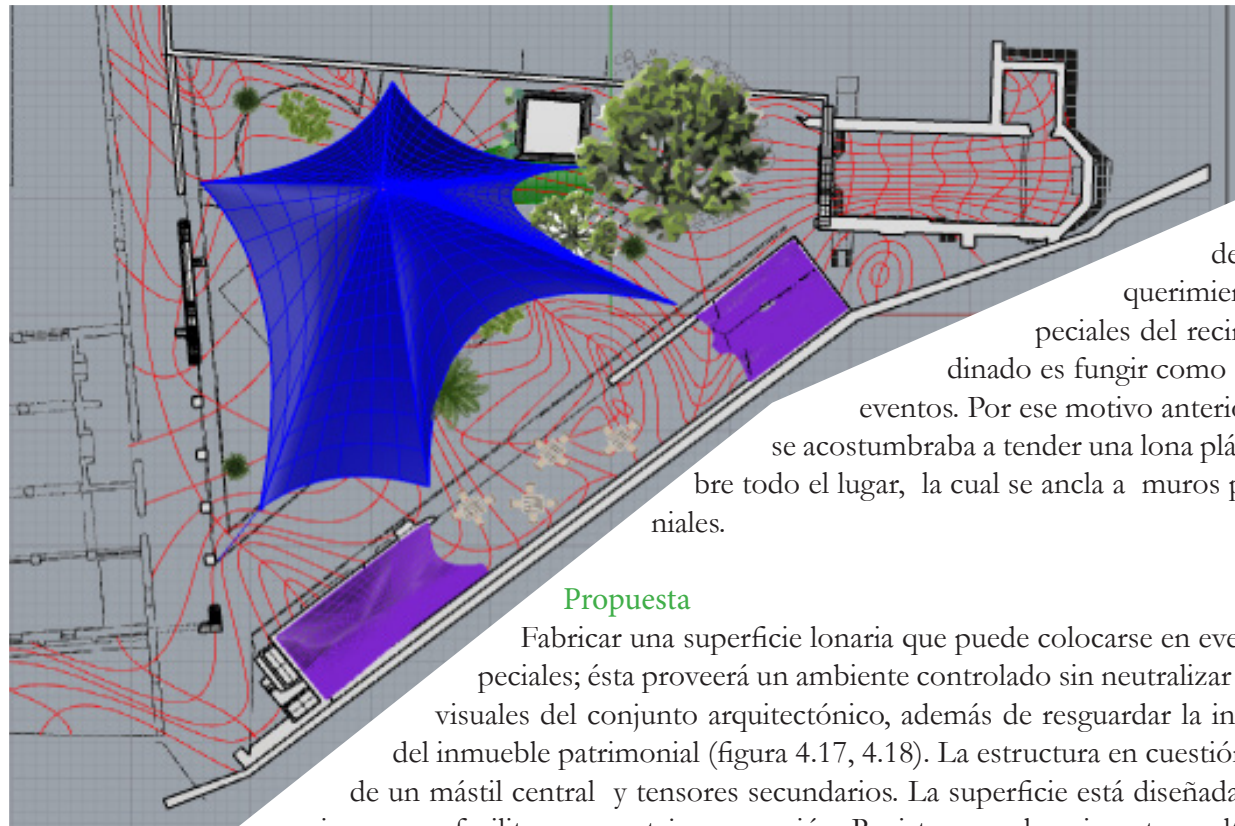 de
querimien
peciales del recin
dinado es fungir como
eventos. Por ese motivo anterio
se acostumbraba a tender una lona plá
bre todo el lugar, la cual se ancla a muros p
niales.
Propuesta
Fabricar una superficie lonaria que puede colocarse en eve
peciales; ésta proveerá un ambiente controlado sin neutralizar
visuales del conjunto arquitectónico, además de resguardar la in
del inmueble patrimonial (figura 4.17, 4.18). La estructura en cuestión
de un mástil central y tensores secundarios. La superficie está diseñada